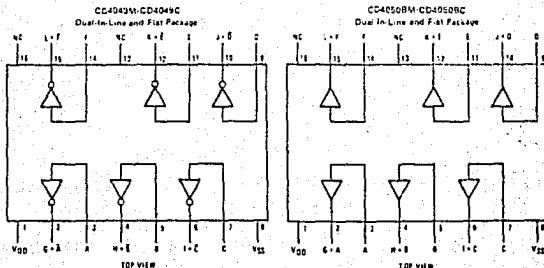 CD4049M·CD4049C
Dual-In-Line and Flat Package
NC L=F̅ F NC K=E̅ E J=D̅ D
16 15 14 13 12 11 10 9
1 2 3 4 5 6 7 8
VDD G=A̅ A H=B̅ B I=C̅ C VSS
TOP VIEW
CD4050BM·CD4050BC
Dual-In-Line and Flat Package
NC L=F F NC K=E E J=D D
16 15 14 13 12 11 10 9
1 2 3 4 5 6 7 8
VDD G=A A H=B B I=C C VSS
TOP VIEW